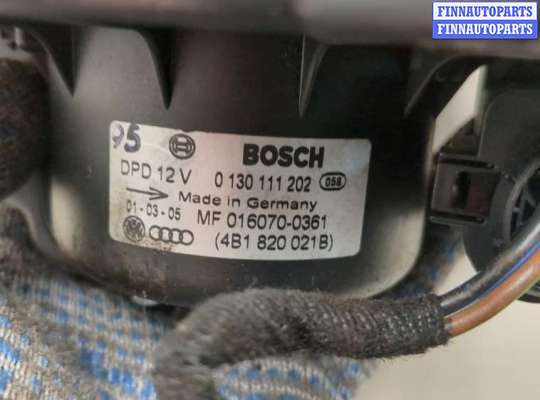 FINNAUTOPARTS
FINNAUTOPARTS
95
BOSCH
DPD 12 V 0 130 111 202 058
Made in Germany
01-03-05 MF 016070-0361
(4B1 820 021B)